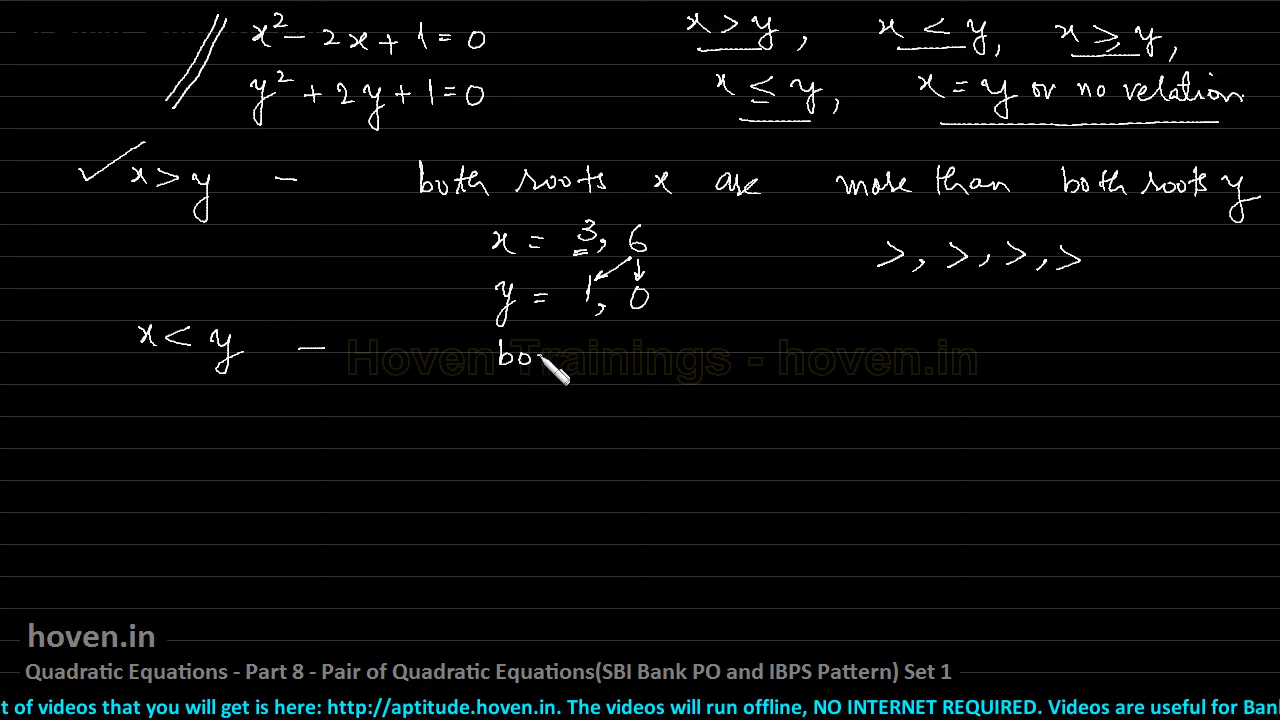 x² - 2x + 1 = 0 x > y, x < y, x ≥ y,
y² + 2y + 1 = 0 x ≤ y, x = y or no relation
✓ x > y - both roots x are more than both roots y
x = 3, 6 >, >, >, >
y = 1, 0
x < y - bo
Hoven Trainings - hoven.in
hoven.in
Quadratic Equations - Part 8 - Pair of Quadratic Equations(SBI Bank PO and IBPS Pattern) Set 1
t of videos that you will get is here: http://aptitude.hoven.in. The videos will run offline, NO INTERNET REQUIRED. Videos are useful for Ban